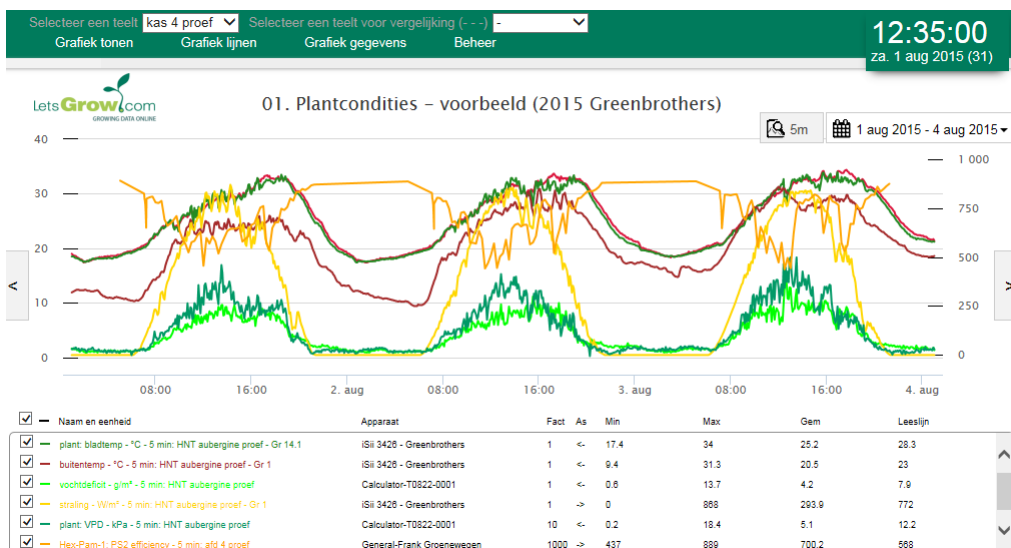 Selecteer een teelt kas 4 proef Selecteer een teelt voor vergelijking (- - -) -
12:35:00
Grafiek tonen Grafiek lijnen Grafiek gegevens Beheer
za. 1 aug 2015 (31)
LetsGrow.com
GROWING DATA ONLINE
01. Plantcondities - voorbeeld (2015 Greenbrothers)
5m 1 aug 2015 - 4 aug 2015
40
1 000
30
750
20
500
<
>
10
250
0
0
08:00 16:00 2. aug 08:00 16:00 3. aug 08:00 16:00 4. aug
Naam en eenheid Apparaat Fact As Min Max Gem Leeslijn
plant: bladtemp - °C - 5 min: HNT aubergine proef - Gr 14.1 iSii 3426 - Greenbrothers 1 <- 17.4 34 25.2 28.3
buitentemp - °C - 5 min: HNT aubergine proef - Gr 1 iSii 3426 - Greenbrothers 1 <- 9.4 31.3 20.5 23
vochtdeficit - g/m³ - 5 min: HNT aubergine proef Calculator-T0822-0001 1 <- 0.6 13.7 4.2 7.9
straling - W/m² - 5 min: HNT aubergine proef - Gr 1 iSii 3426 - Greenbrothers 1 -> 0 868 293.9 772
plant: VPD - kPa - 5 min: HNT aubergine proef Calculator-T0822-0001 10 <- 0.2 18.4 5.1 12.2
Hex-Pam-1: PS2 efficiency - 5 min: afd 4 proef General-Frank Groenewegen 1000 -> 437 889 700.2 568